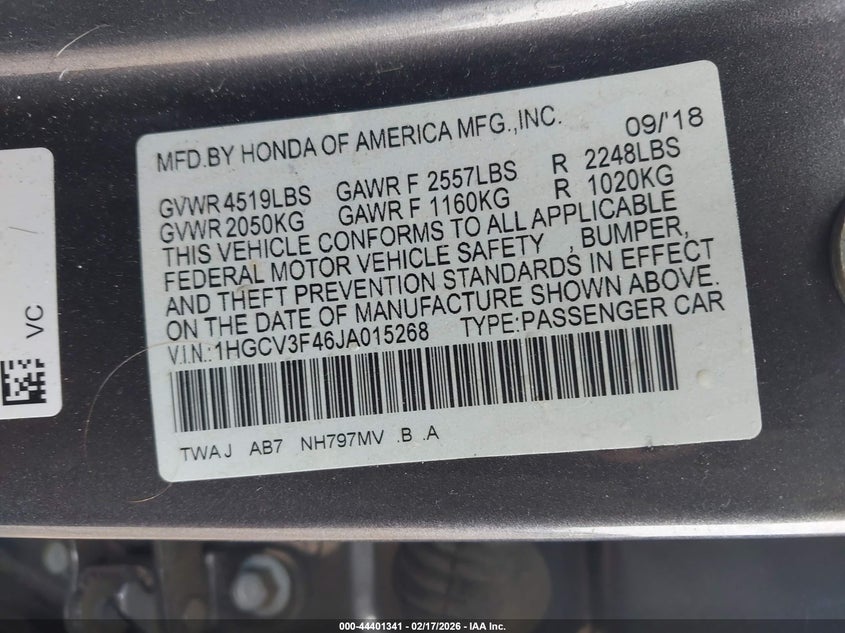 MFD.BY HONDA OF AMERICA MFG.,INC. 09/'18
GVWR 4519LBS GAWR F 2557LBS R 2248LBS
GVWR 2050KG GAWR F 1160KG R 1020KG
THIS VEHICLE CONFORMS TO ALL APPLICABLE
FEDERAL MOTOR VEHICLE SAFETY , BUMPER,
AND THEFT PREVENTION STANDARDS IN EFFECT
ON THE DATE OF MANUFACTURE SHOWN ABOVE.
V.I.N.:1HGCV3F46JA015268 TYPE:PASSENGER CAR
TWAJ AB7 NH797MV .B .A
VC
000-44401341 | 02/17/2026 - IAA Inc.